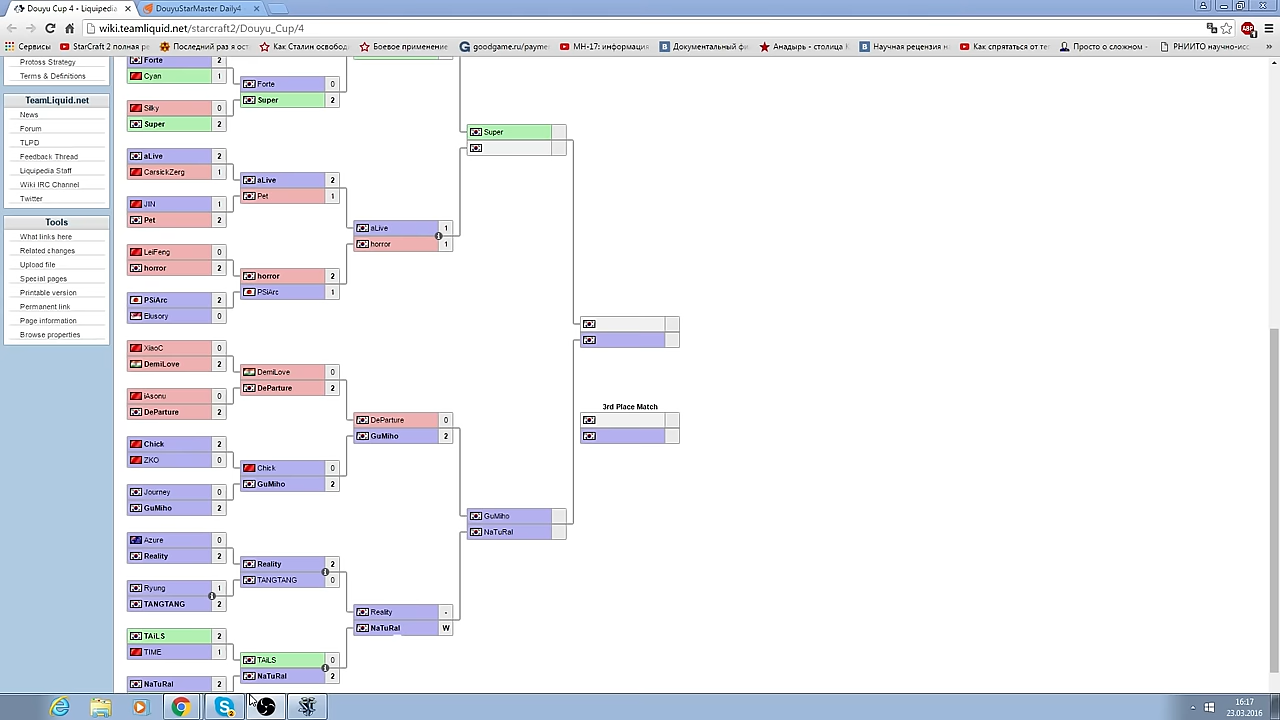 Douyu Cup 4 • Liquipedia
DouyuStarMaster Daily4
wiki.teamliquid.net/starcraft2/Douyu_Cup/4
Сервисы
StarCraft 2 полная р
Последний раз я ост
Как Сталин освобод
Боевое применение
goodgame.ru/payme
МН-17: информация
Документальный ф
Анадырь - столица К
Научная рецензия н
Как спрятаться от те
Просто о сложном -
РНИИТО научно-исс
Protoss Strategy
Terms & Definitions
TeamLiquid.net
News
Forum
TLPD
Feedback Thread
Liquipedia Staff
Wiki IRC Channel
Twitter
Tools
What links here
Related changes
Upload file
Special pages
Printable version
Permanent link
Page information
Browse properties
Forte 2
Cyan 1
Silky 0
Super 2
aLive 2
CarsickZerg 1
JIN 1
Pet 2
LeiFeng 0
horror 2
PSiArc 2
Elusory 0
XiaoC 0
DemiLove 2
iAsonu 0
DeParture 2
Chick 2
ZKO 0
Journey 0
GuMiho 2
Azure 0
Reality 2
Ryung 1
TANGTANG 2
TAiLS 2
TIME 1
NaTuRal 2
Forte 0
Super 2
aLive 2
Pet 1
horror 2
PSiArc 1
DemiLove 0
DeParture 2
Chick 0
GuMiho 2
Reality 2
TANGTANG 0
TAiLS 0
NaTuRal 2
aLive 1
horror 1
DeParture 0
GuMiho 2
Reality -
NaTuRal W
Super
GuMiho
NaTuRal
3rd Place Match
16:17
23.03.2016